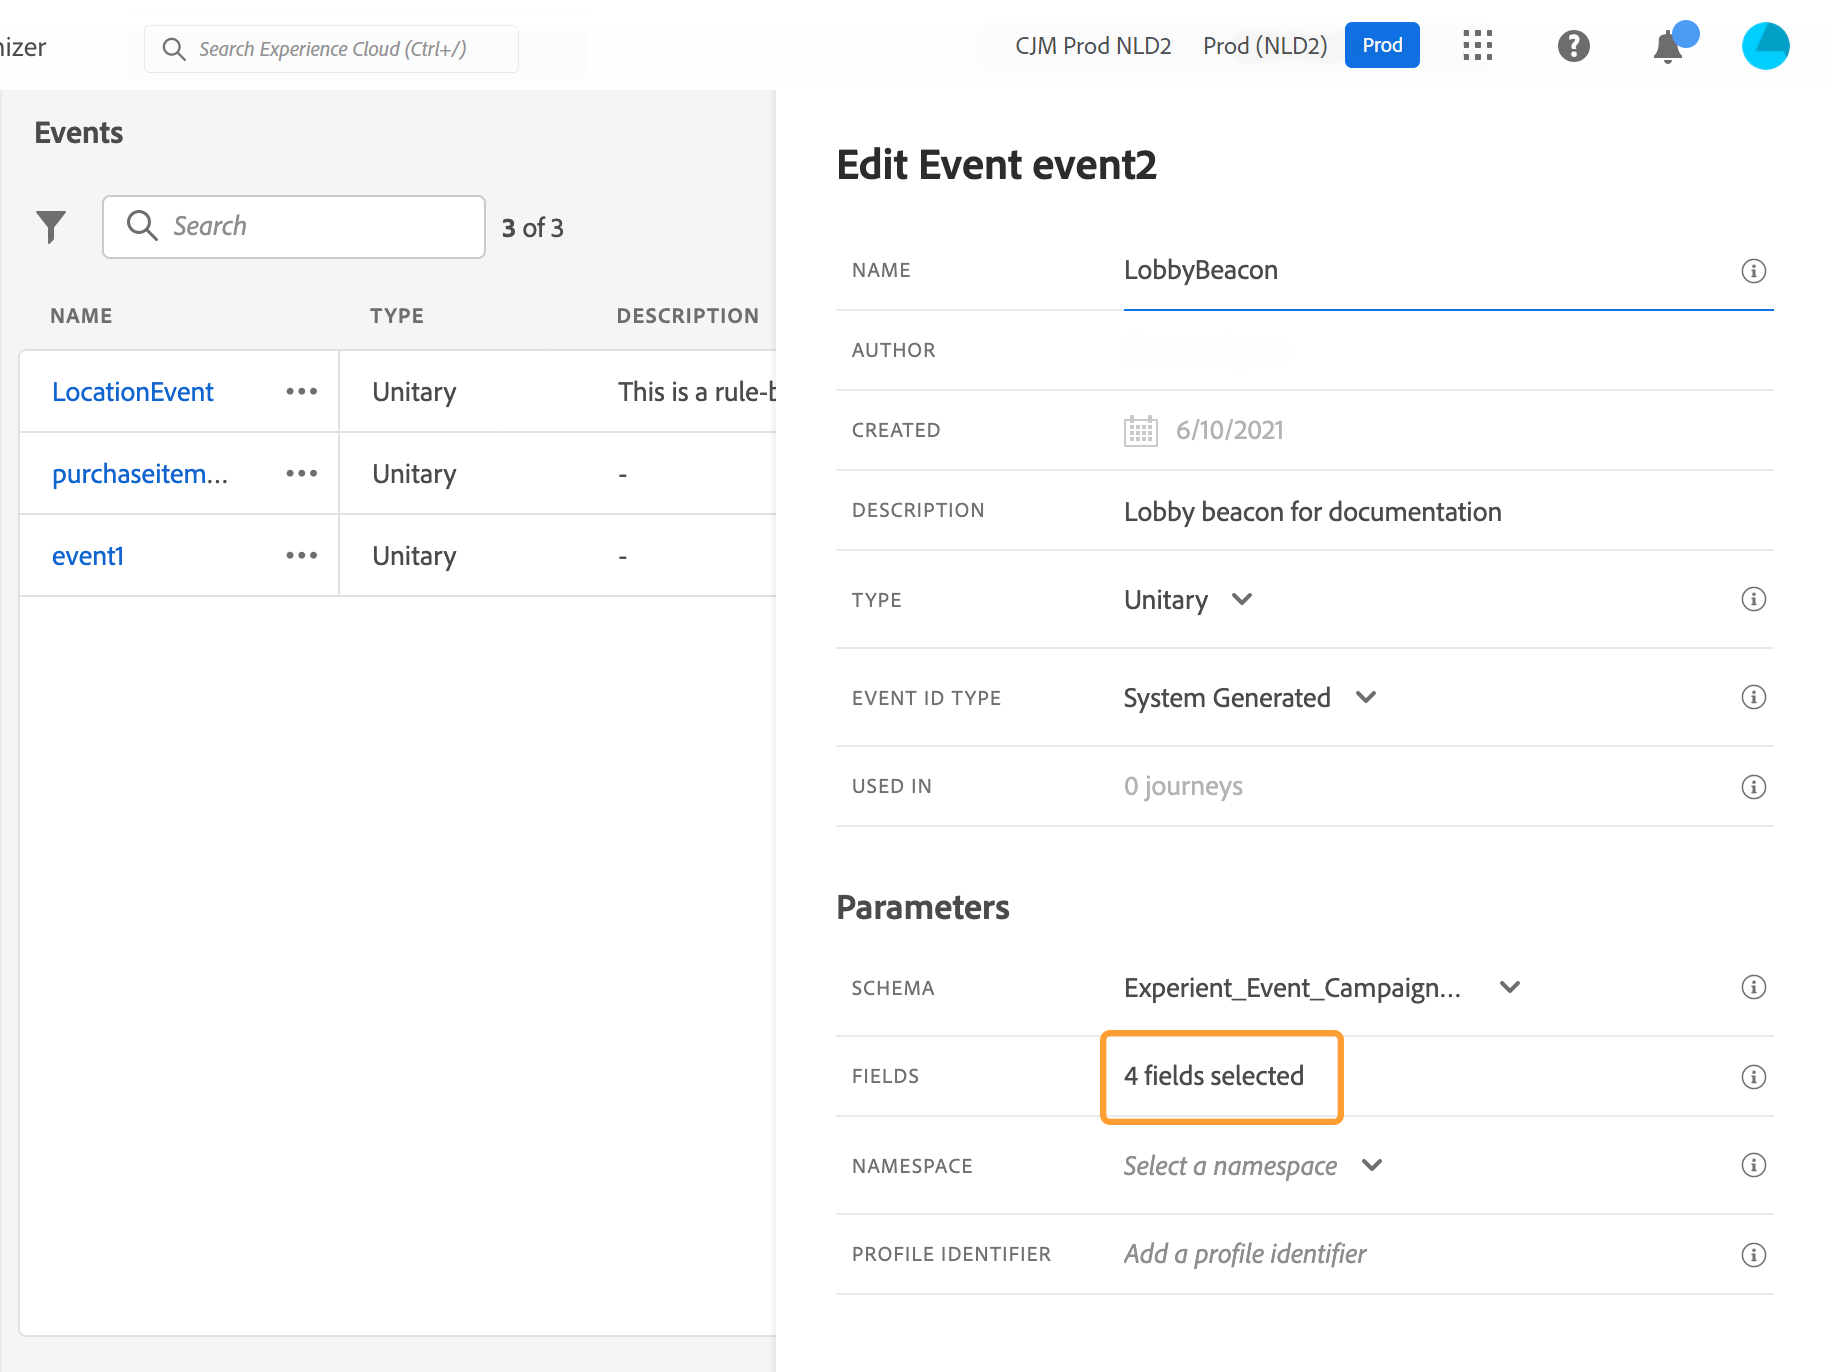 nizer
Search Experience Cloud (Ctrl+/)
CJM Prod NLD2
Prod (NLD2)
Prod
Events
Search
3 of 3
NAME TYPE DESCRIPTION
LocationEvent ••• Unitary This is a rule-b
purchaseitem... ••• Unitary -
event1 ••• Unitary -
Edit Event event2
NAME LobbyBeacon
AUTHOR
CREATED 6/10/2021
DESCRIPTION Lobby beacon for documentation
TYPE Unitary
EVENT ID TYPE System Generated
USED IN 0 journeys
Parameters
SCHEMA Experient_Event_Campaign...
FIELDS 4 fields selected
NAMESPACE Select a namespace
PROFILE IDENTIFIER Add a profile identifier